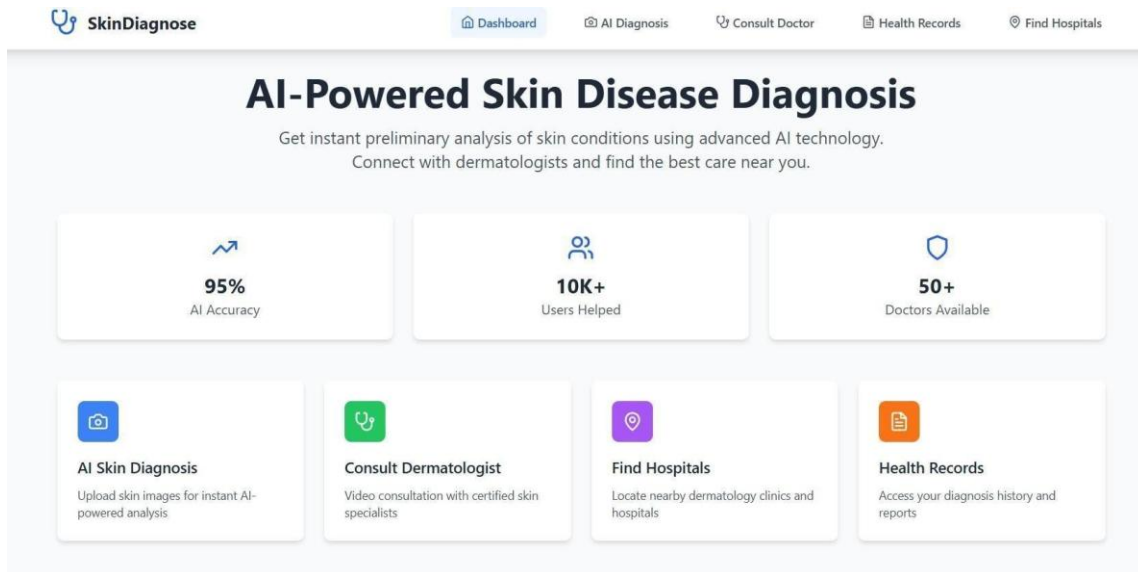 SkinDiagnose
Dashboard
AI Diagnosis
Consult Doctor
Health Records
Find Hospitals
AI-Powered Skin Disease Diagnosis
Get instant preliminary analysis of skin conditions using advanced AI technology.
Connect with dermatologists and find the best care near you.
95%
AI Accuracy
10K+
Users Helped
50+
Doctors Available
AI Skin Diagnosis
Upload skin images for instant AI-
powered analysis
Consult Dermatologist
Video consultation with certified skin
specialists
Find Hospitals
Locate nearby dermatology clinics and
hospitals
Health Records
Access your diagnosis history and
reports